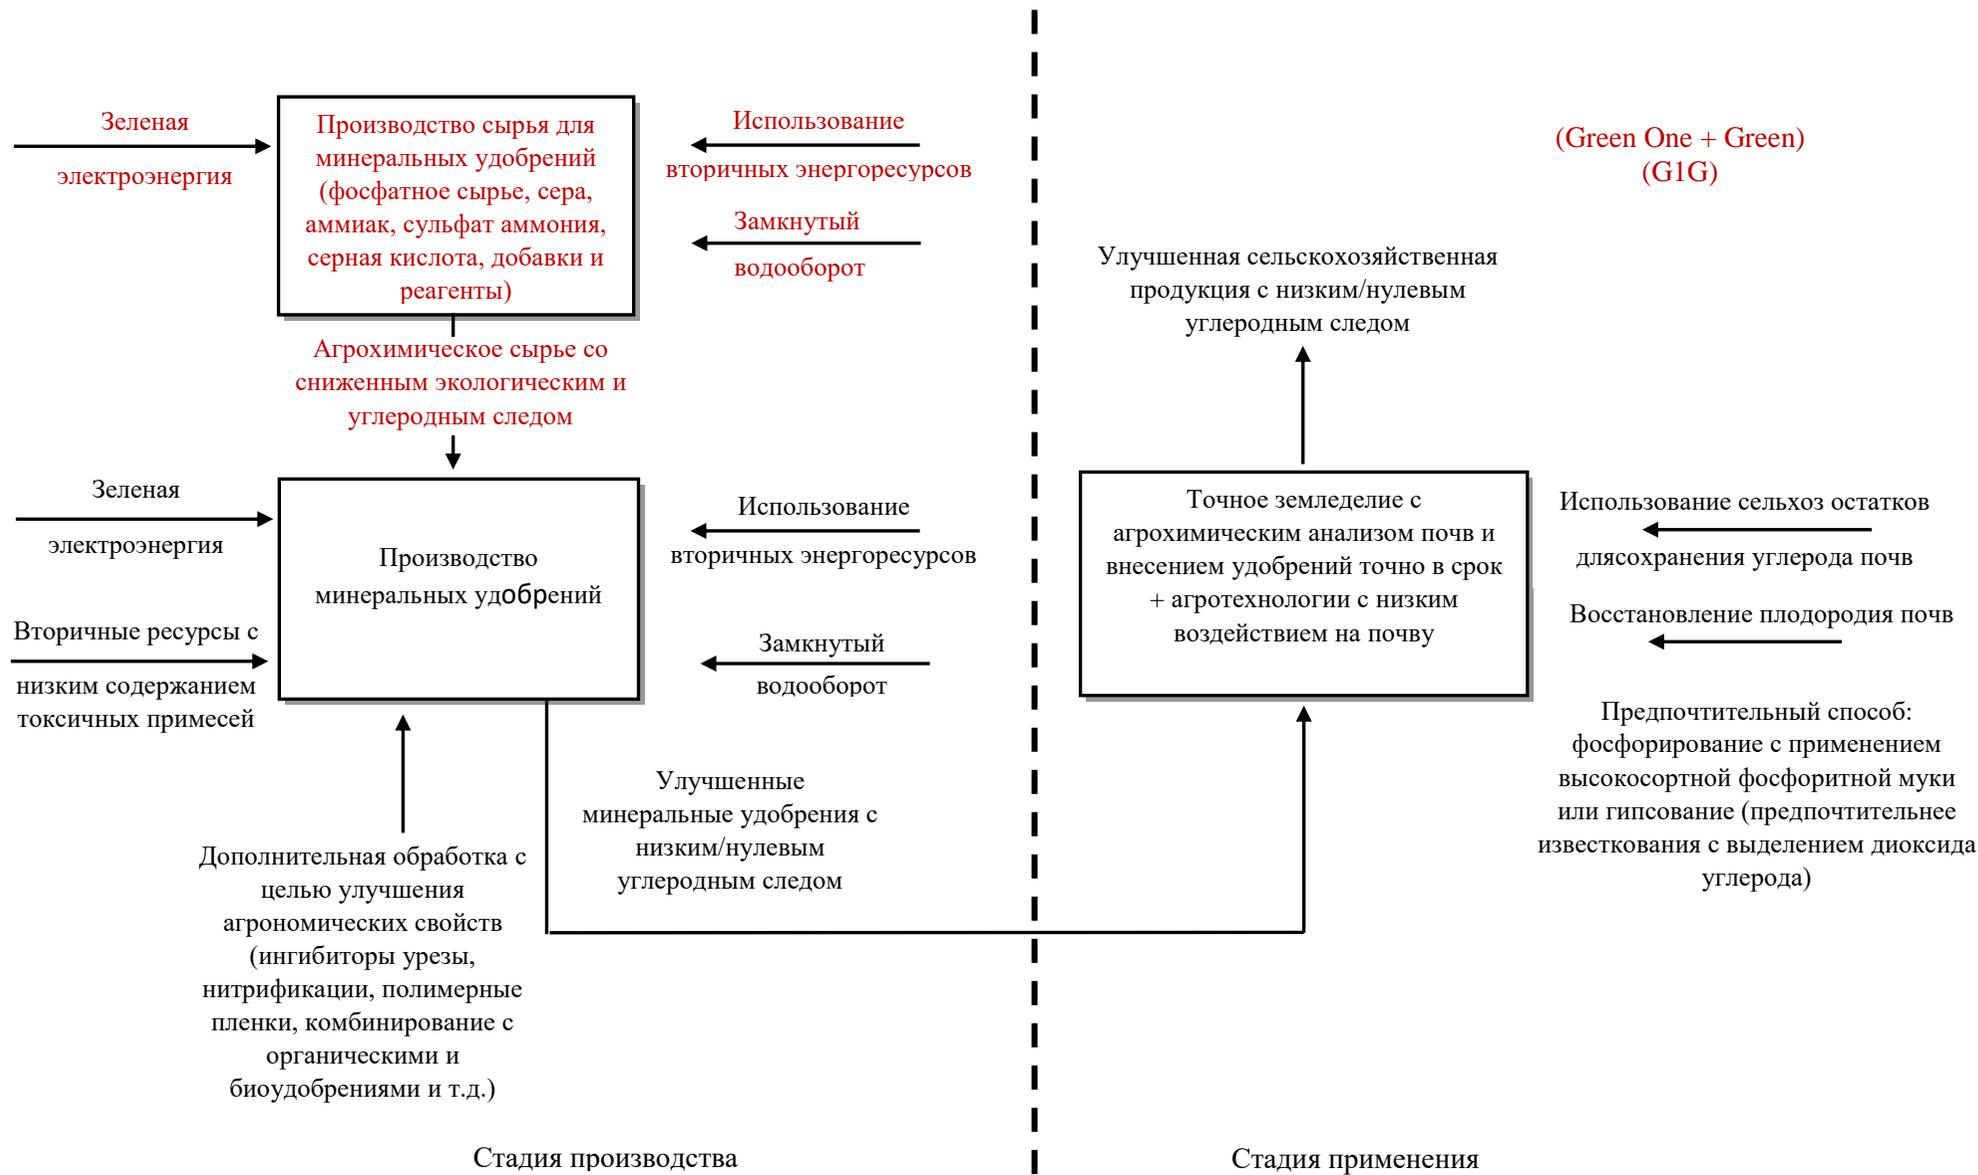 Зеленая
электроэнергия
Производство сырья для
минеральных удобрений
(фосфатное сырье, сера,
аммиак, сульфат аммония,
серная кислота, добавки и
реагенты)
Использование
вторичных энергоресурсов
Замкнутый
водооборот
Агрохимическое сырье со
сниженным экологическим и
углеродным следом
Зеленая
электроэнергия
Вторичные ресурсы с
низким содержанием
токсичных примесей
Производство
минеральных удобрений
Использование
вторичных энергоресурсов
Замкнутый
водооборот
Дополнительная обработка с
целью улучшения
агрономических свойств
(ингибиторы урезы,
нитрификации, полимерные
пленки, комбинирование с
органическими и
биоудобрениями и т.д.)
Улучшенные
минеральные удобрения с
низким/нулевым
углеродным следом
Стадия производства
(Green One + Green)
(G1G)
Улучшенная сельскохозяйственная
продукция с низким/нулевым
углеродным следом
Точное земледелие с
агрохимическим анализом почв и
внесением удобрений точно в срок
+ агротехнологии с низким
воздействием на почву
Использование сельхоз остатков
длясохранения углерода почв
Восстановление плодородия почв
Предпочтительный способ:
фосфорирование с применением
высокосортной фосфоритной муки
или гипсование (предпочтительнее
известкования с выделением диоксида
углерода)
Стадия применения